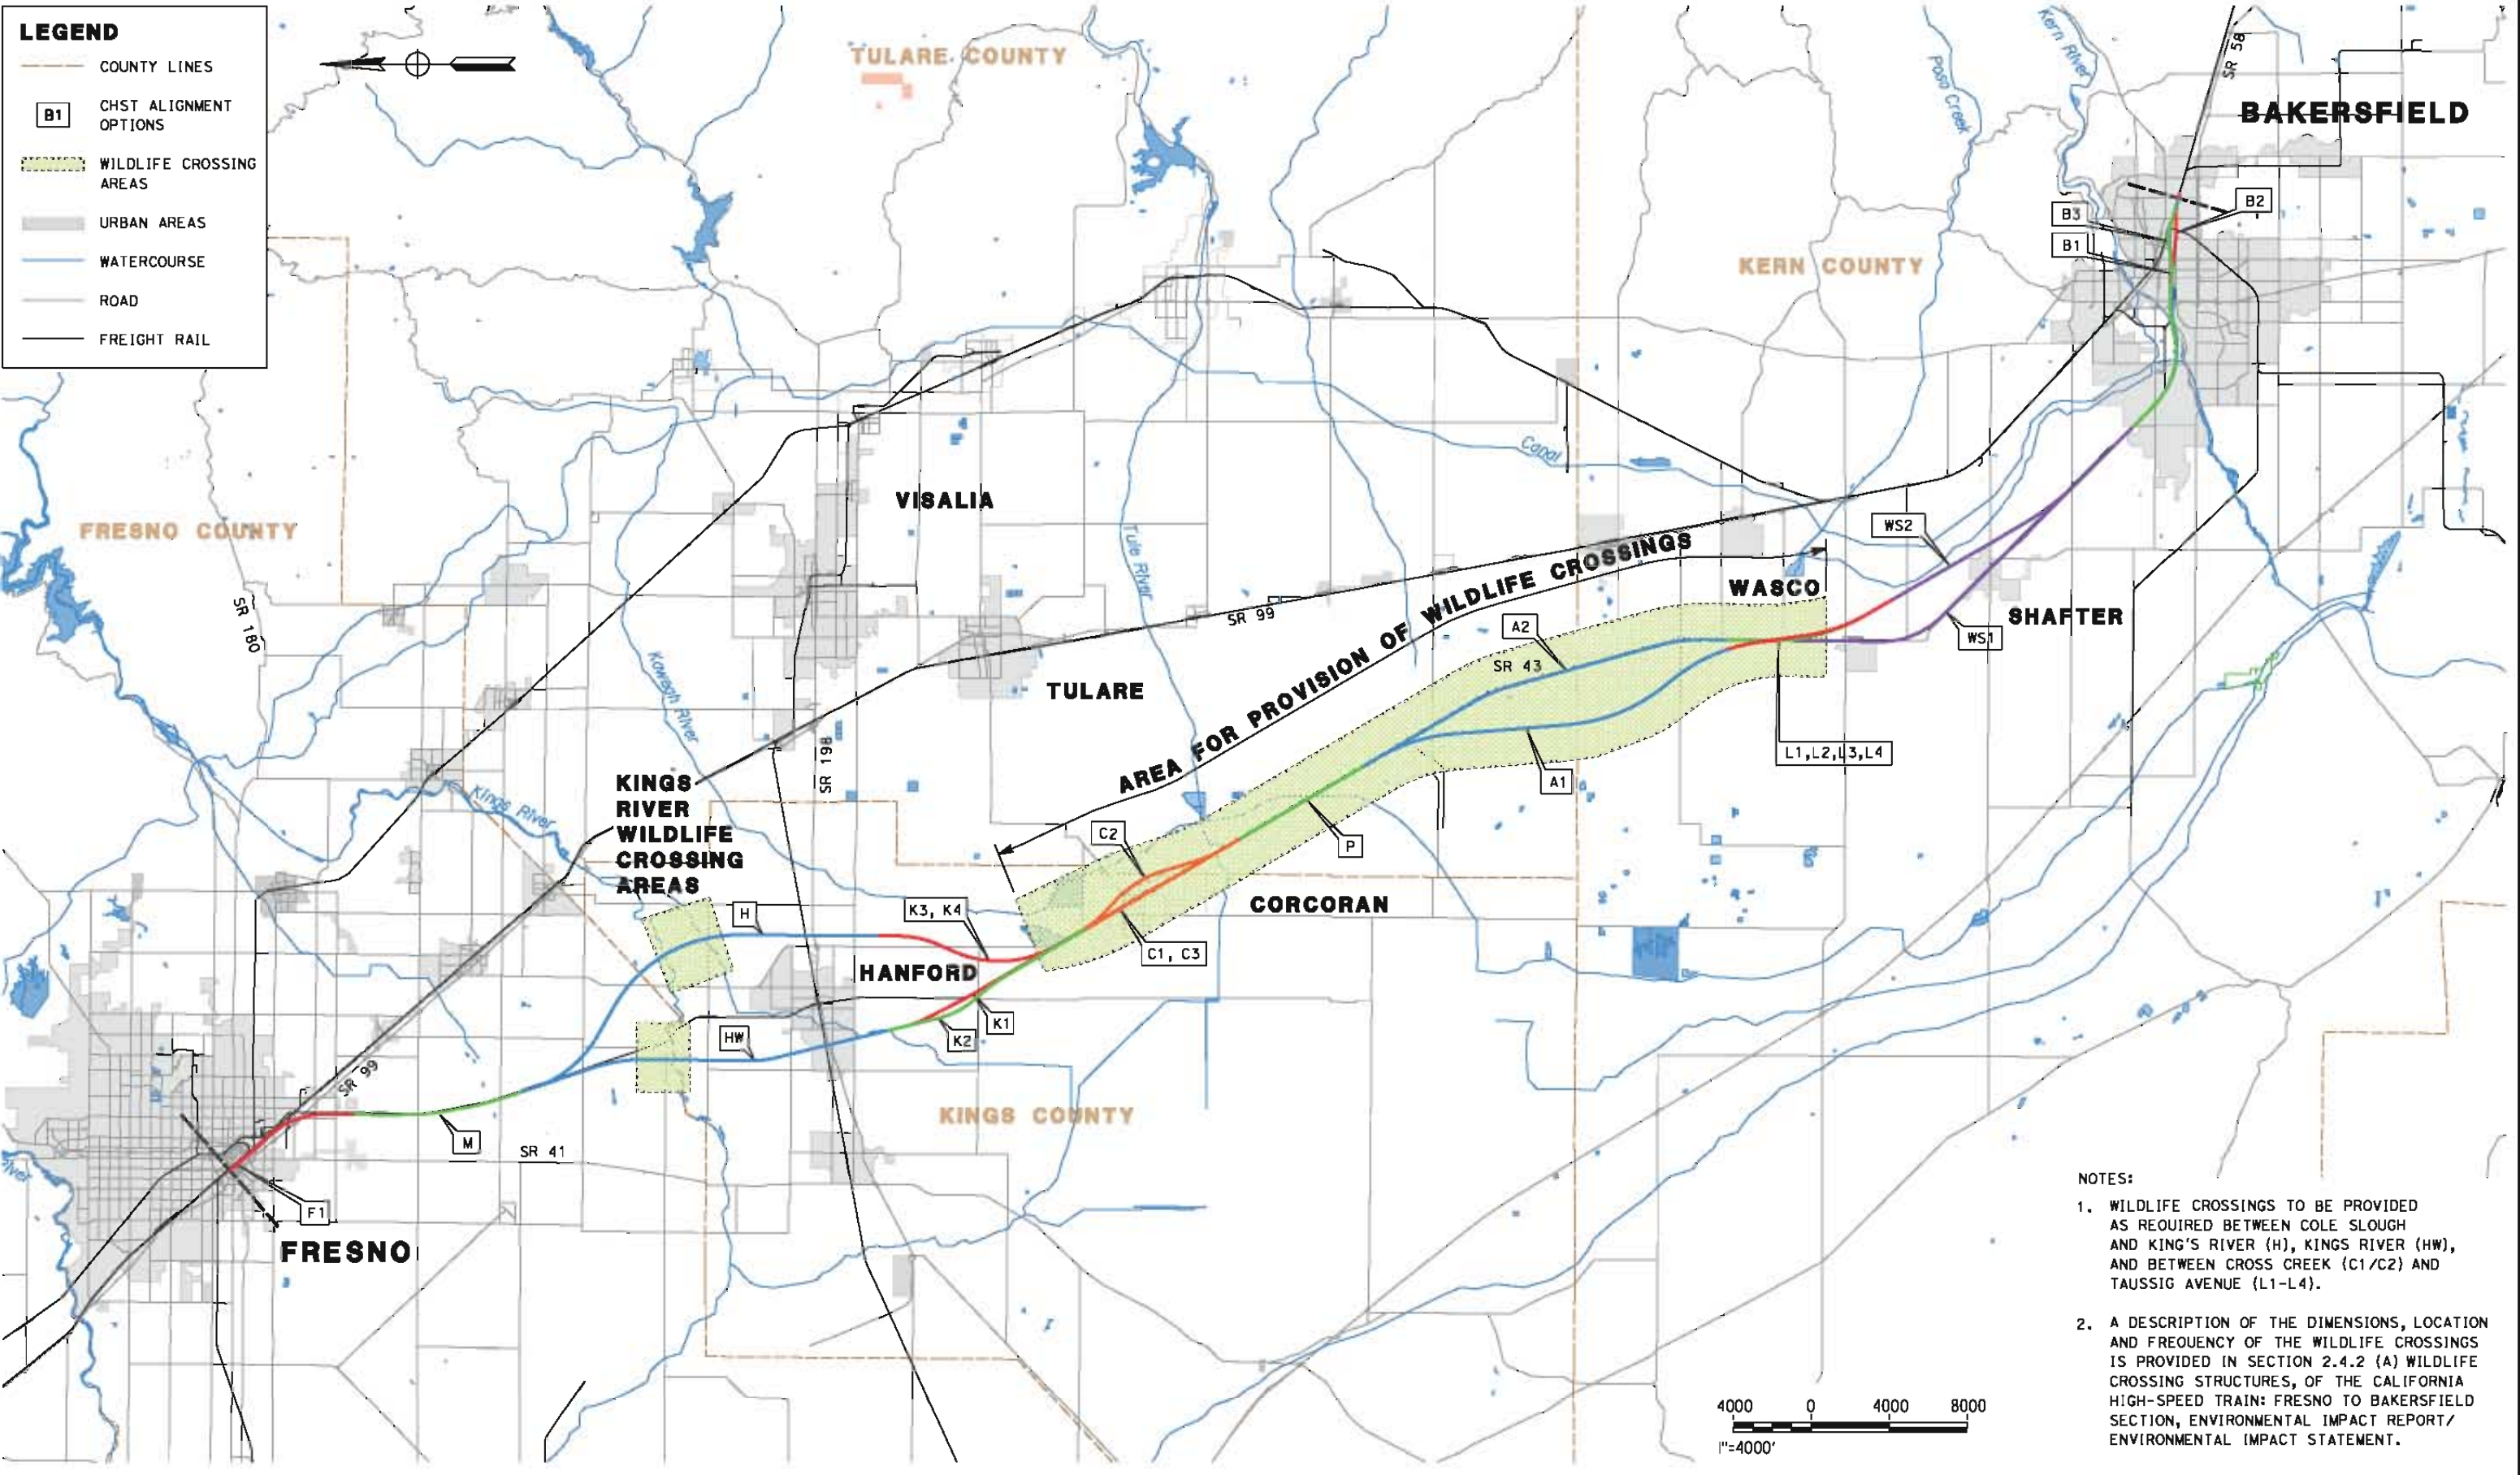 LEGEND
COUNTY LINES
B1
CHST ALIGNMENT
OPTIONS
WILDLIFE CROSSING
AREAS
URBAN AREAS
WATERCOURSE
ROAD
FREIGHT RAIL
TULARE COUNTY
Kern River
Poso Creek
SR 58
BAKERSFIELD
B3
B2
B1
KERN COUNTY
FRESNO COUNTY
VISALIA
Canal
Tule River
WS2
AREA FOR PROVISION OF WILDLIFE CROSSINGS
WASCO
SHAFTER
WS1
SR 180
SR 99
A2
SR 43
Kaweah River
TULARE
SR 198
L1,L2,L3,L4
A1
KINGS
RIVER
WILDLIFE
CROSSING
AREAS
Kings River
C2
P
CORCORAN
H
K3, K4
C1, C3
HANFORD
K1
K2
HW
SR 99
KINGS COUNTY
M
SR 41
River
F1
FRESNO
NOTES:
1. WILDLIFE CROSSINGS TO BE PROVIDED
AS REQUIRED BETWEEN COLE SLOUGH
AND KING'S RIVER (H), KINGS RIVER (HW),
AND BETWEEN CROSS CREEK (C1/C2) AND
TAUSSIG AVENUE (L1-L4).
2. A DESCRIPTION OF THE DIMENSIONS, LOCATION
AND FREQUENCY OF THE WILDLIFE CROSSINGS
IS PROVIDED IN SECTION 2.4.2 (A) WILDLIFE
CROSSING STRUCTURES, OF THE CALIFORNIA
HIGH-SPEED TRAIN: FRESNO TO BAKERSFIELD
SECTION, ENVIRONMENTAL IMPACT REPORT/
ENVIRONMENTAL IMPACT STATEMENT.
4000 0 4000 8000
1"=4000'